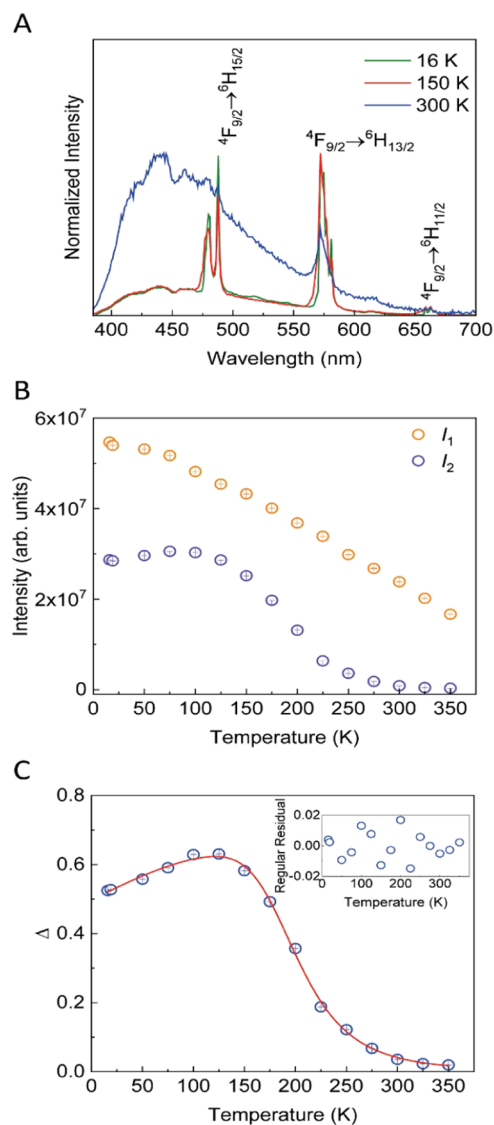 A
16 K
150 K
300 K
⁴F₉/₂→⁶H₁₅/₂
⁴F₉/₂→⁶H₁₃/₂
⁴F₉/₂→⁶H₁₁/₂
Normalized Intensity
400 450 500 550 600 650 700
Wavelength (nm)
B
6x10⁷
4x10⁷
2x10⁷
0
I₁
I₂
Intensity (arb. units)
0 50 100 150 200 250 300 350
Temperature (K)
C
0.8
0.6
0.4
0.2
0.0
Δ
0.02
0.00
-0.02
Regular Residual
0 100 200 300
Temperature (K)
0 50 100 150 200 250 300 350
Temperature (K)